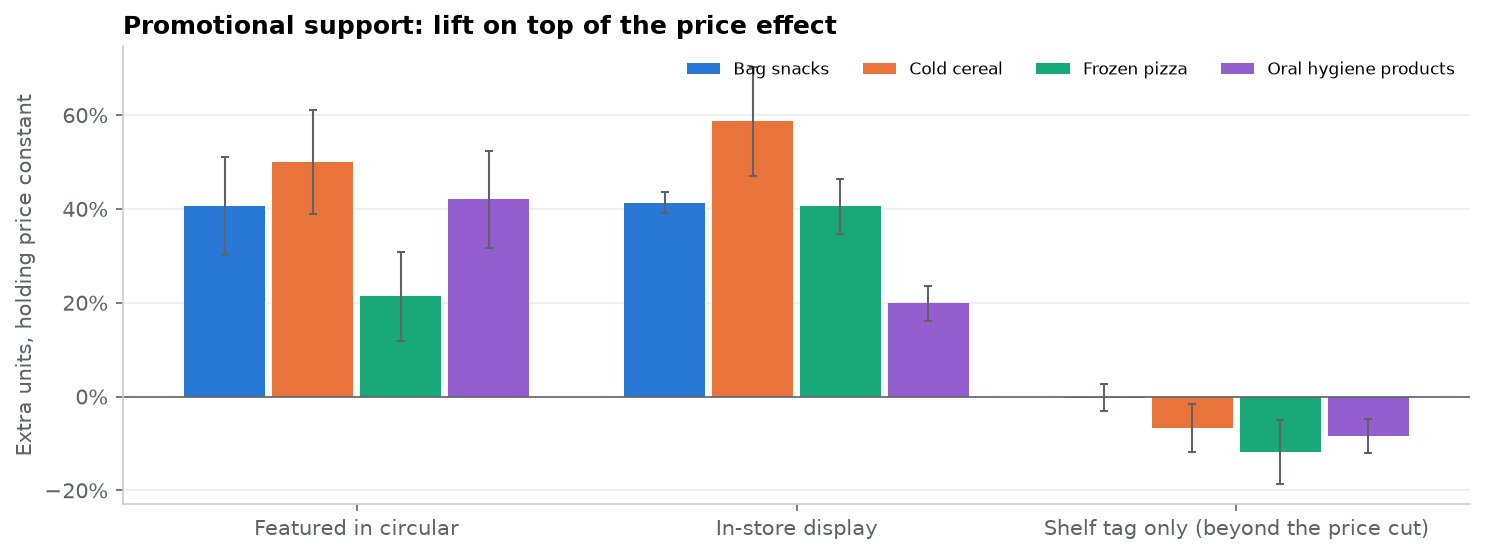 Promotional support: lift on top of the price effect
Bag snacks
Cold cereal
Frozen pizza
Oral hygiene products
Extra units, holding price constant
60%
40%
20%
0%
−20%
Featured in circular
In-store display
Shelf tag only (beyond the price cut)